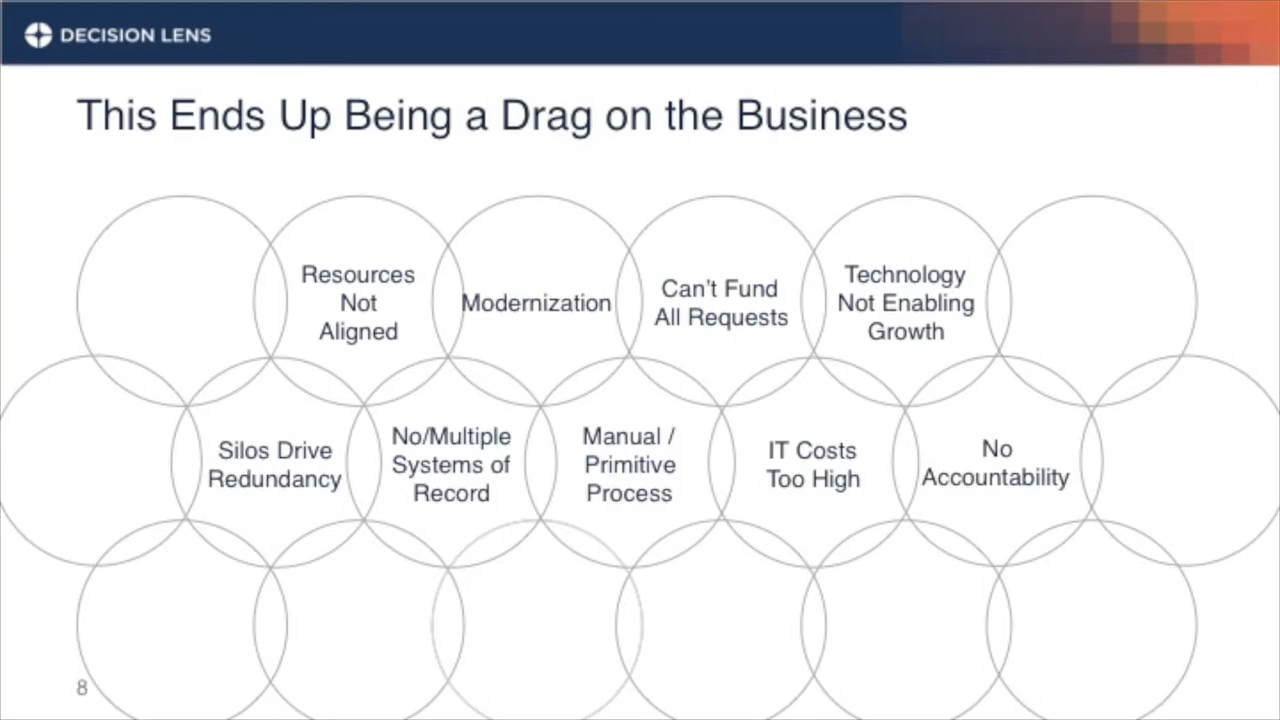 DECISION LENS
This Ends Up Being a Drag on the Business
Resources
Not
Aligned
Modernization
Can't Fund
All Requests
Technology
Not Enabling
Growth
Silos Drive
Redundancy
No/Multiple
Systems of
Record
Manual /
Primitive
Process
IT Costs
Too High
No
Accountability
8